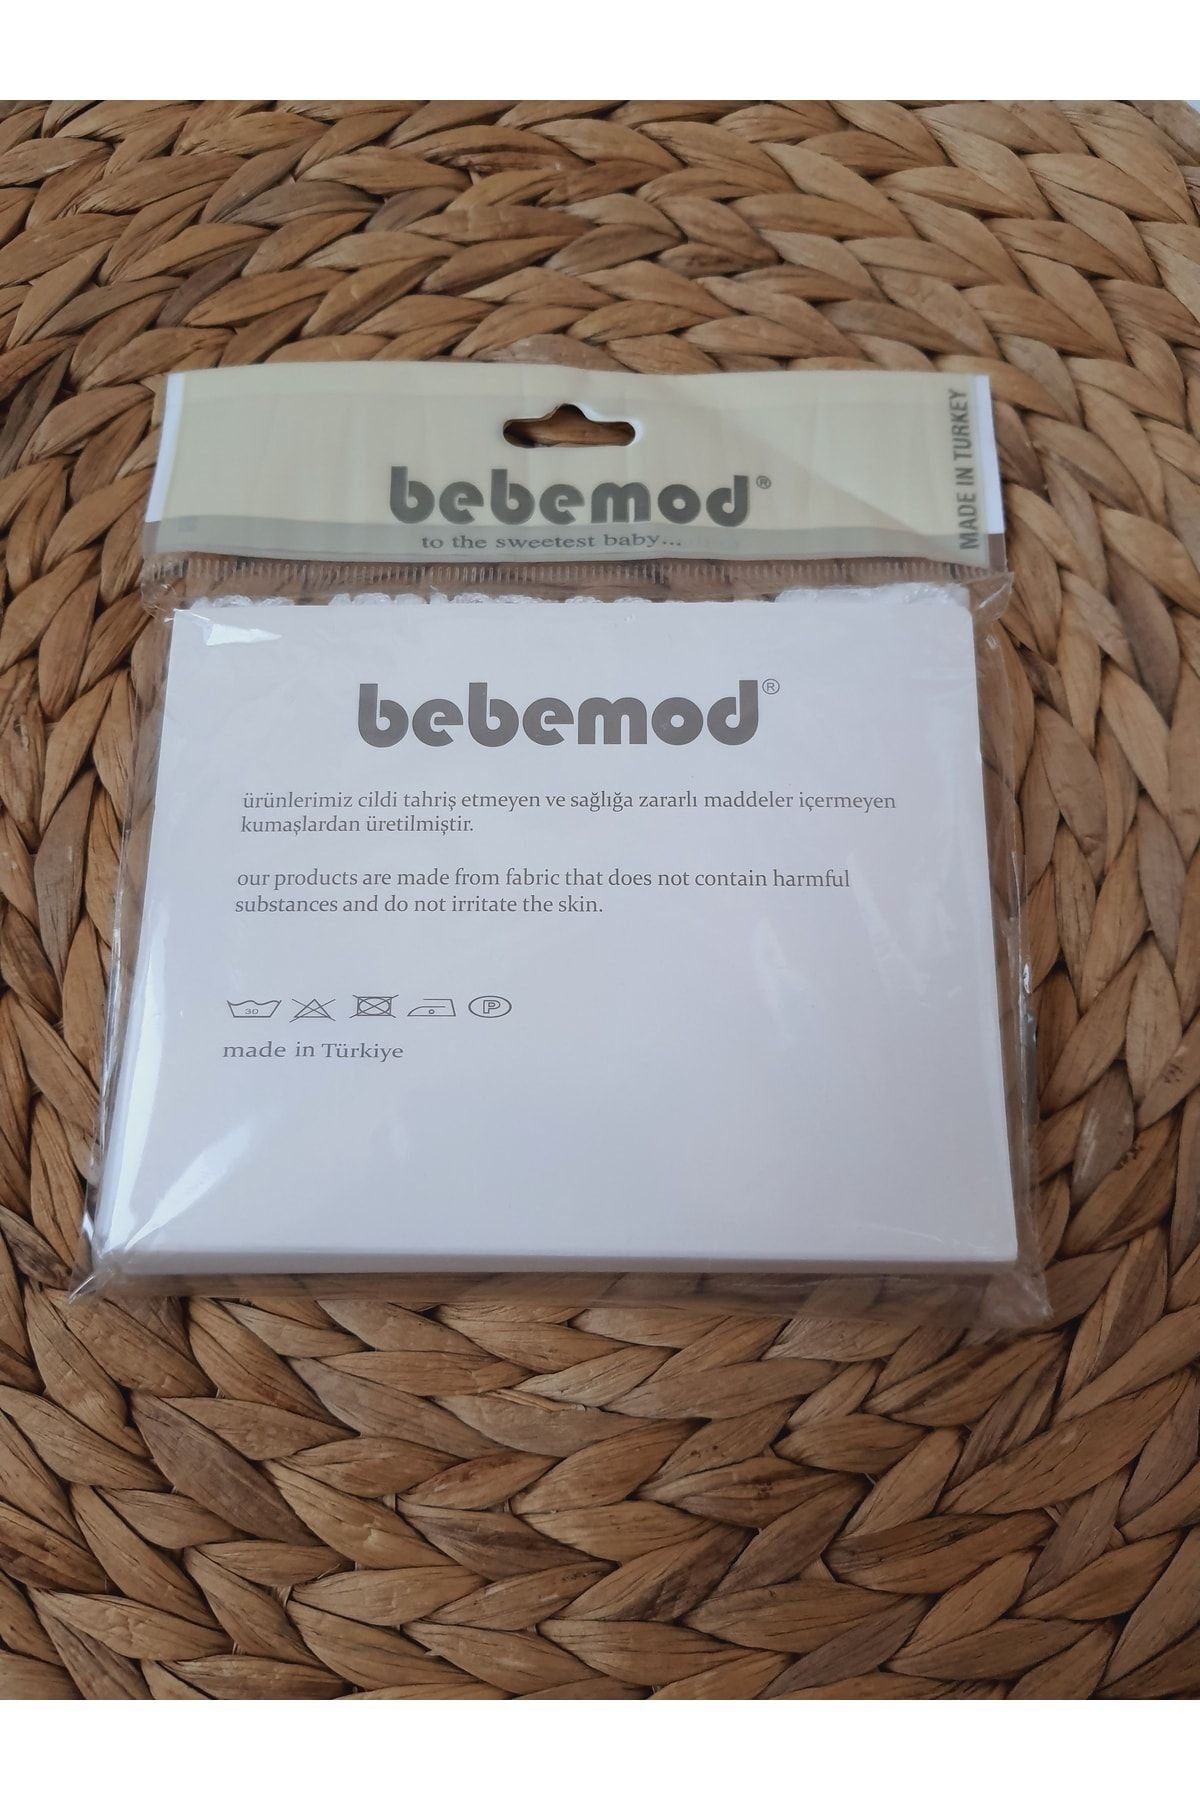 bebemod®
to the sweetest baby...
MADE IN TURKEY
bebemod®
ürünlerimiz cildi tahriş etmeyen ve sağlığa zararlı maddeler içermeyen
kumaşlardan üretilmiştir.
our products are made from fabric that does not contain harmful
substances and do not irritate the skin.
30 P
made in Türkiye